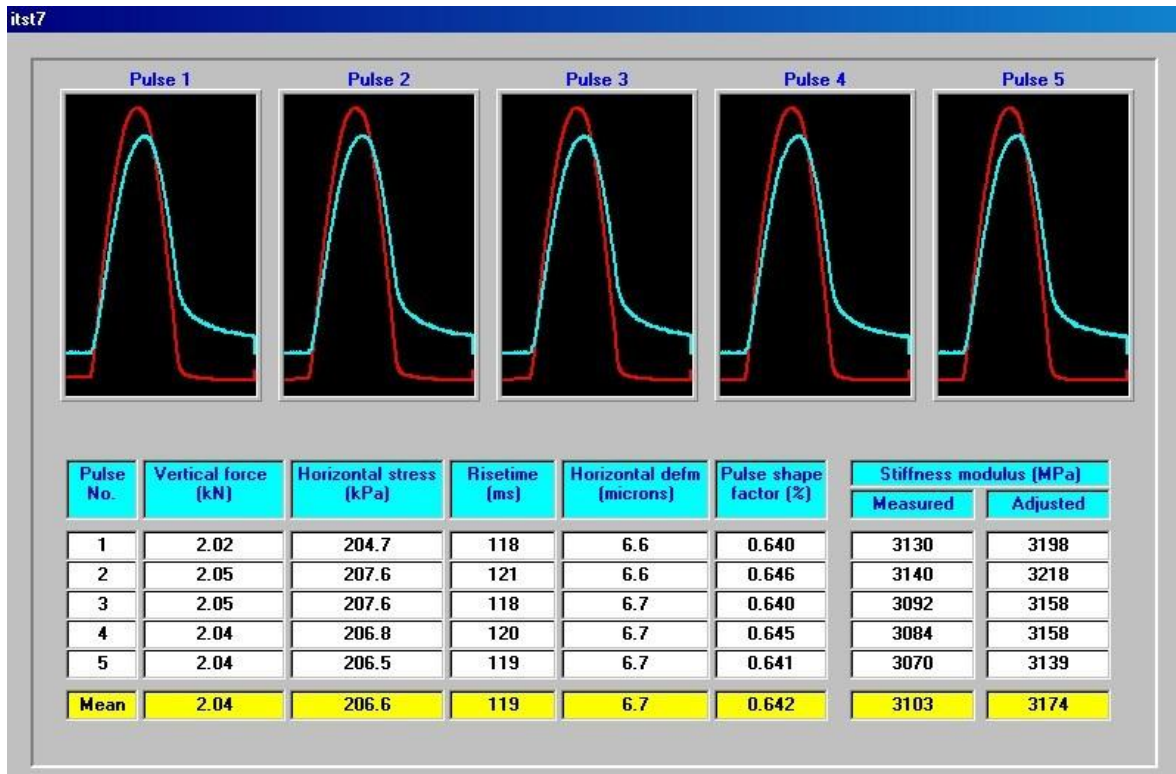 itst7
Pulse 1 Pulse 2 Pulse 3 Pulse 4 Pulse 5
Pulse No. Vertical force (kN) Horizontal stress (kPa) Risetime (ms) Horizontal defm (microns) Pulse shape factor (%) Stiffness modulus (MPa)
Measured Adjusted
1 2.02 204.7 118 6.6 0.640 3130 3198
2 2.05 207.6 121 6.6 0.646 3140 3218
3 2.05 207.6 118 6.7 0.640 3092 3158
4 2.04 206.8 120 6.7 0.645 3084 3158
5 2.04 206.5 119 6.7 0.641 3070 3139
Mean 2.04 206.6 119 6.7 0.642 3103 3174